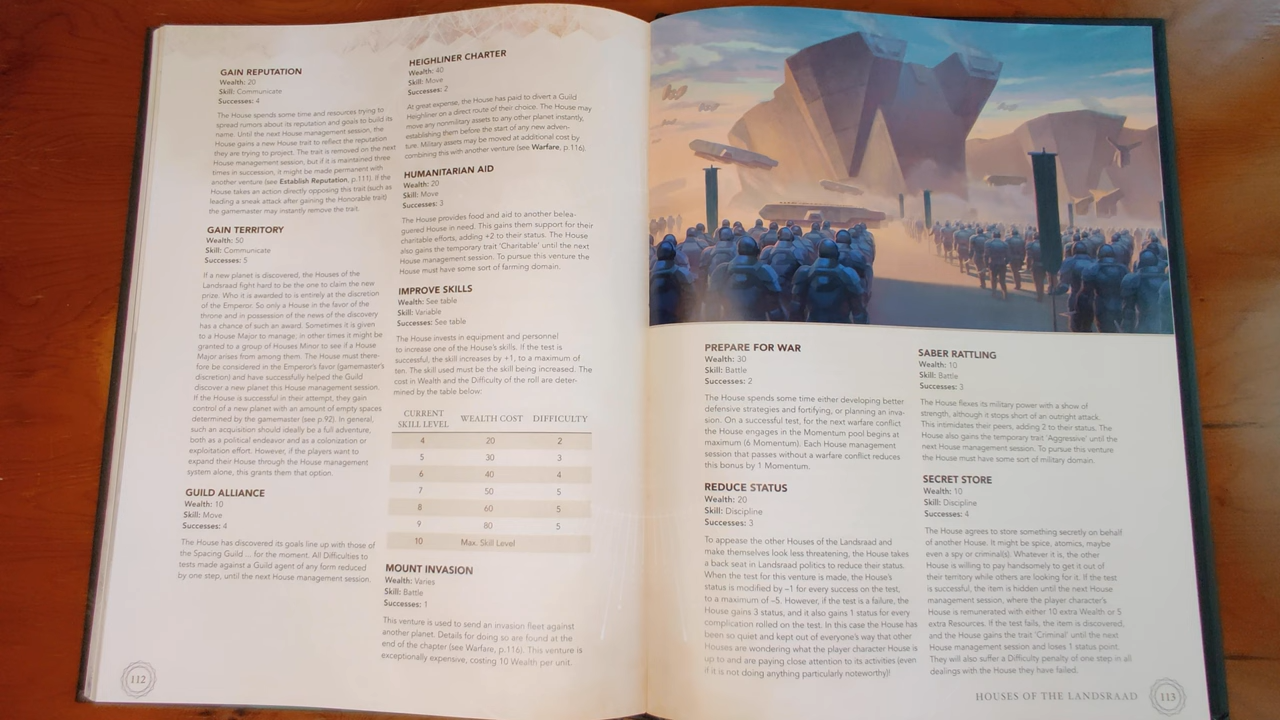 GAIN REPUTATION
Wealth: 20
Skill: Communicate
Successes: 4
The House spends some time and resources trying to
spread rumors about its reputation and goals to build its
name. Until the next House management session, the
House gains a new House trait to reflect the reputation
they are trying to project. The trait is removed on the next
House management session, but if it is maintained three
times in succession, it might be made permanent with
another venture (see Establish Reputation, p.111). If the
House takes an action directly opposing this trait (such as
leading a sneak attack after gaining the Honorable trait)
the gamemaster may instantly remove the trait.
GAIN TERRITORY
Wealth: 50
Skill: Communicate
Successes: 5
If a new planet is discovered, the Houses of the
Landsraad fight hard to be the one to claim the new
prize. Who it is awarded to is entirely at the discretion
of the Emperor. So only a House in the favor of the
throne and in possession of the news of the discovery
has a chance of such an award. Sometimes it is given
to a House Major to manage; in other times it might be
granted to a group of Houses Minor to see if a House
Major arises from among them. The House must there-
fore be considered in the Emperor's favor (gamemaster's
discretion) and have successfully helped the Guild
discover a new planet this House management session.
If the House is successful in their attempt, they gain
control of a new planet with an amount of empty spaces
determined by the gamemaster (see p.92). In general,
such an acquisition should ideally be a full adventure,
both as a political endeavor and as a colonization or
exploitation effort. However, if the players want to
expand their House through the House management
system alone, this grants them that option.
GUILD ALLIANCE
Wealth: 10
Skill: Move
Successes: 4
The House has discovered its goals line up with those of
the Spacing Guild ... for the moment. All Difficulties to
tests made against a Guild agent of any form reduced
by one step, until the next House management session.
112
HEIGHLINER CHARTER
Wealth: 40
Skill: Move
Successes: 2
At great expense, the House has paid to divert a Guild
Heighliner on a direct route of their choice. The House may
move any nonmilitary assets to any other planet instantly,
establishing them before the start of any new adven-
ture. Military assets may be moved at additional cost by
combining this with another venture (see Warfare, p.116).
HUMANITARIAN AID
Wealth: 20
Skill: Move
Successes: 3
The House provides food and aid to another belea-
guered House in need. This gains them support for their
charitable efforts, adding +2 to their status. The House
also gains the temporary trait 'Charitable' until the next
House management session. To pursue this venture the
House must have some sort of farming domain.
IMPROVE SKILLS
Wealth: See table
Skill: Variable
Successes: See table
The House invests in equipment and personnel
to increase one of the House's skills. If the test is
successful, the skill increases by +1, to a maximum of
ten. The skill used must be the skill being increased. The
cost in Wealth and the Difficulty of the roll are deter-
mined by the table below:
CURRENT SKILL LEVEL WEALTH COST DIFFICULTY
4 20 2
5 30 3
6 40 4
7 50 5
8 60 5
9 80 5
10 Max. Skill Level
MOUNT INVASION
Wealth: Varies
Skill: Battle
Successes: 1
This venture is used to send an invasion fleet against
another planet. Details for doing so are found at the
end of the chapter (see Warfare, p.116). This venture is
exceptionally expensive, costing 10 Wealth per unit.
PREPARE FOR WAR
Wealth: 30
Skill: Battle
Successes: 2
The House spends some time either developing better
defensive strategies and fortifying, or planning an inva-
sion. On a successful test, for the next warfare conflict
the House engages in the Momentum pool begins at
maximum (6 Momentum). Each House management
session that passes without a warfare conflict reduces
this bonus by 1 Momentum.
REDUCE STATUS
Wealth: 20
Skill: Discipline
Successes: 3
To appease the other Houses of the Landsraad and
make themselves look less threatening, the House takes
a back seat in Landsraad politics to reduce their status.
When the test for this venture is made, the House's
status is modified by –1 for every success on the test,
to a maximum of –5. However, if the test is a failure, the
House gains 3 status, and it also gains 1 status for every
complication rolled on the test. In this case the House has
been so quiet and kept out of everyone's way that other
Houses are wondering what the player character House is
up to and are paying close attention to its activities (even
if it is not doing anything particularly noteworthy)!
SABER RATTLING
Wealth: 10
Skill: Battle
Successes: 3
The House flexes its military power with a show of
strength, although it stops short of an outright attack.
This intimidates their peers, adding 2 to their status. The
House also gains the temporary trait 'Aggressive' until the
next House management session. To pursue this venture
the House must have some sort of military domain.
SECRET STORE
Wealth: 10
Skill: Discipline
Successes: 4
The House agrees to store something secretly on behalf
of another House. It might be spice, atomics, maybe
even a spy or criminal(s). Whatever it is, the other
House is willing to pay handsomely to get it out of
their territory while others are looking for it. If the test
is successful, the item is hidden until the next House
management session, where the player character's
House is remunerated with either 10 extra Wealth or 5
extra Resources. If the test fails, the item is discovered,
and the House gains the trait 'Criminal' until the next
House management session and loses 1 status point.
They will also suffer a Difficulty penalty of one step in all
dealings with the House they have failed.
HOUSES OF THE LANDSRAAD
113